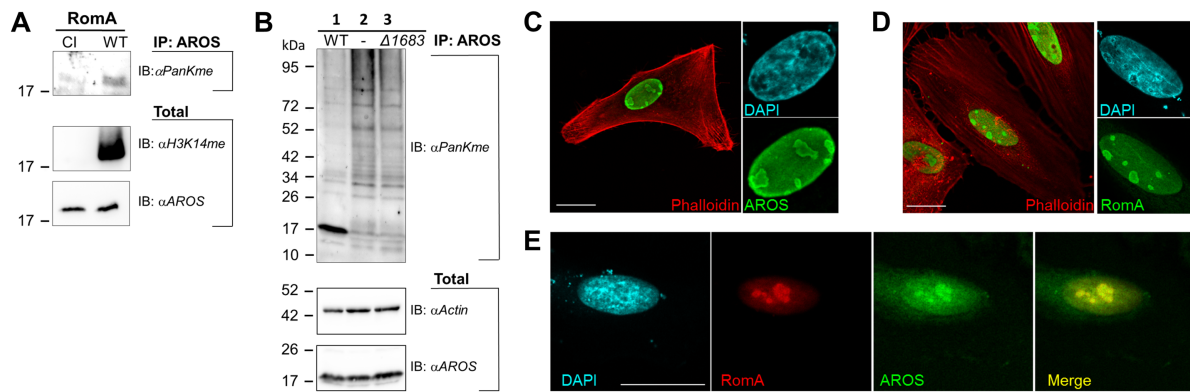 A
RomA
CI WT IP: AROS
IB:αPanKme
17
Total
IB: αH3K14me
17
IB: αAROS
17
B
1 2 3
kDa WT - Δ1683 IP: AROS
95
72
52
42
34
26
17
10
IB: αPanKme
Total
52
42
IB: αActin
26
17
IB: αAROS
C
Phalloidin
DAPI
AROS
D
Phalloidin
DAPI
RomA
E
DAPI RomA AROS Merge